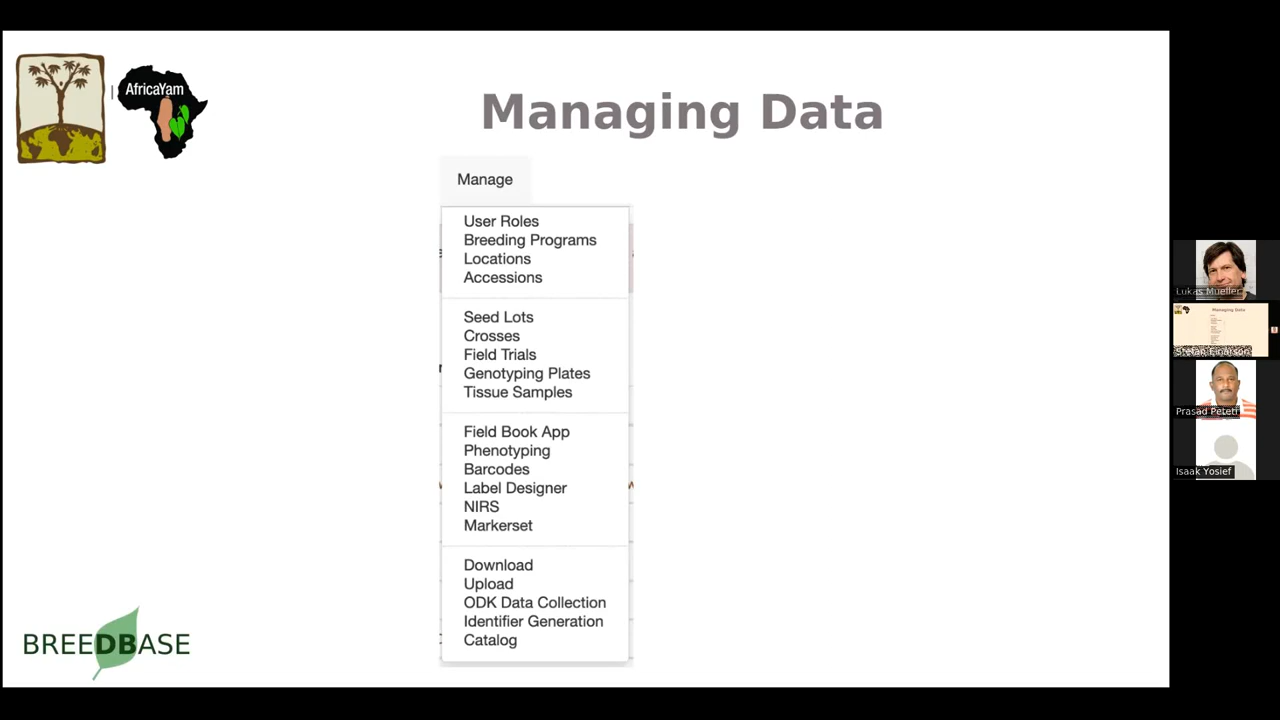 AfricaYam
Managing Data
Manage
User Roles
Breeding Programs
Locations
Accessions
Seed Lots
Crosses
Field Trials
Genotyping Plates
Tissue Samples
Field Book App
Phenotyping
Barcodes
Label Designer
NIRS
Markerset
Download
Upload
ODK Data Collection
Identifier Generation
Catalog
BREEDBASE
Lukas Mueller
Managing Data
Prasad Peteti
Isaak Yosief